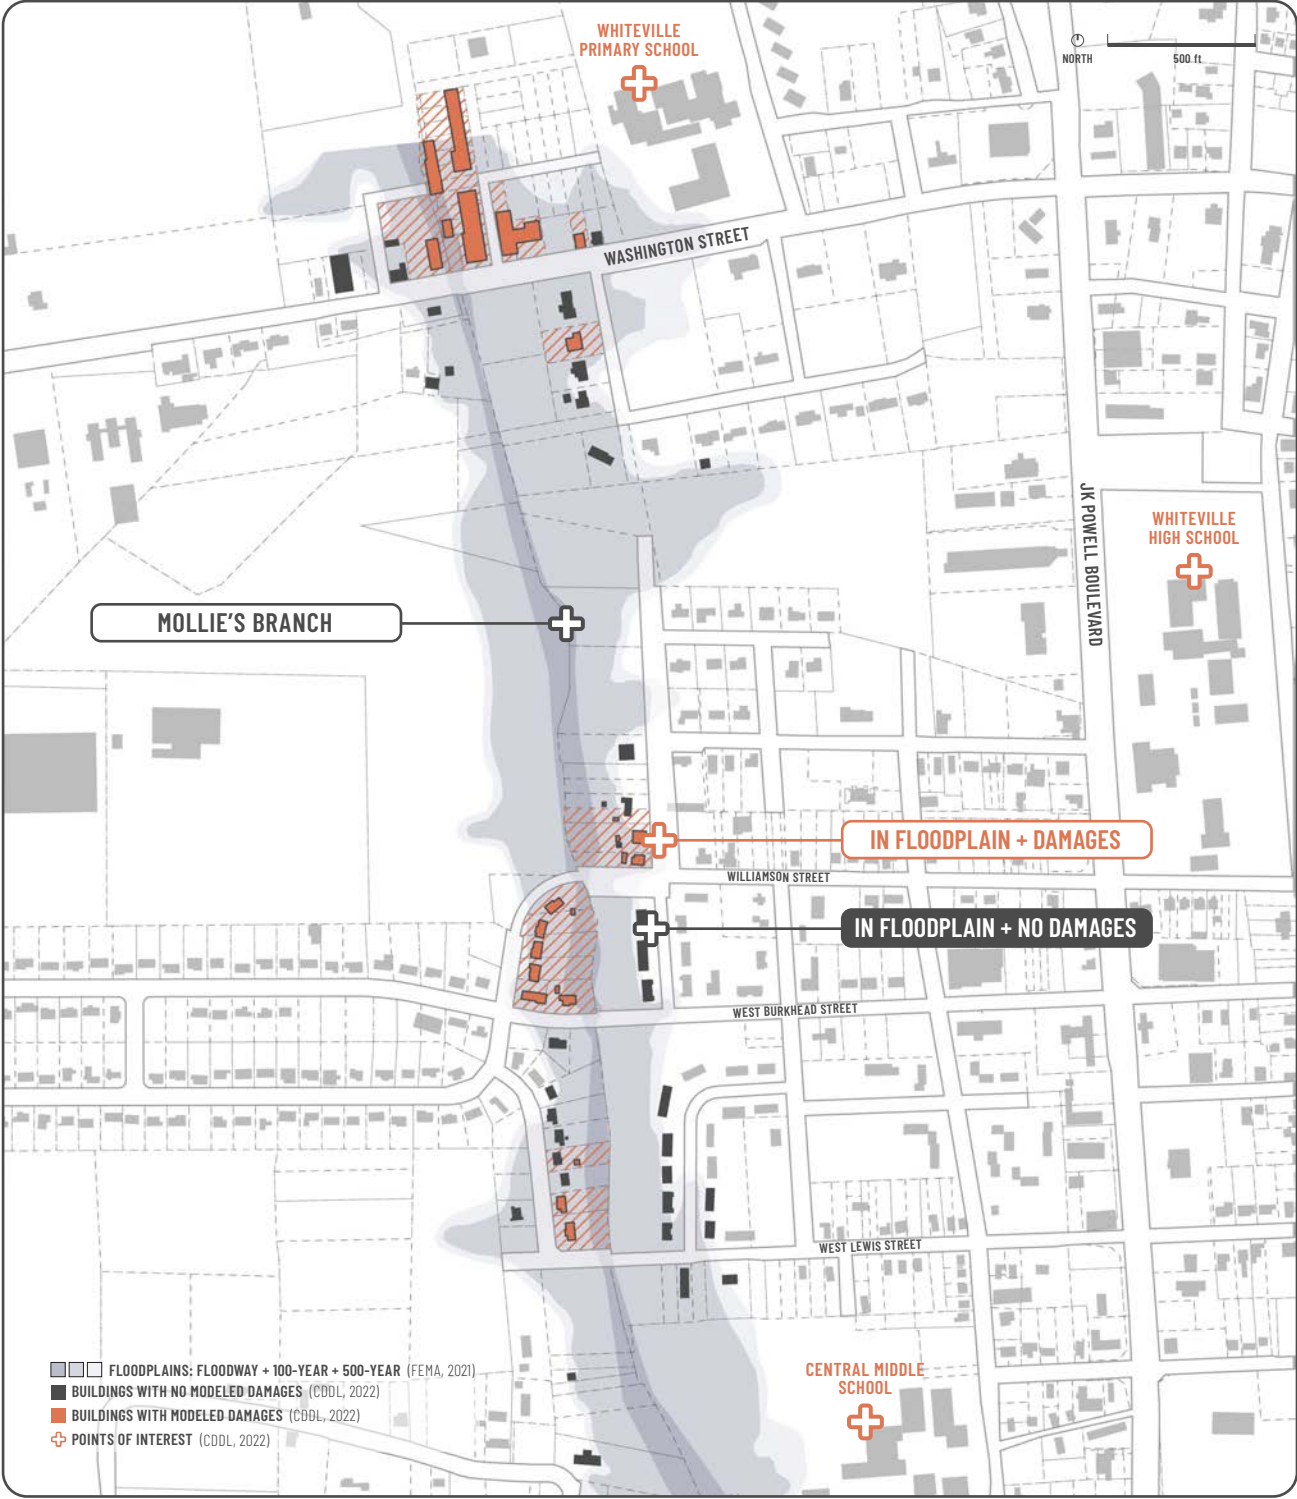 WHITEVILLE
PRIMARY SCHOOL
NORTH
500 ft
WASHINGTON STREET
JK POWELL BOULEVARD
WHITEVILLE
HIGH SCHOOL
MOLLIE'S BRANCH
IN FLOODPLAIN + DAMAGES
WILLIAMSON STREET
IN FLOODPLAIN + NO DAMAGES
WEST BURKHEAD STREET
WEST LEWIS STREET
CENTRAL MIDDLE
SCHOOL
FLOODPLAINS: FLOODWAY + 100-YEAR + 500-YEAR (FEMA, 2021)
BUILDINGS WITH NO MODELED DAMAGES (CDDL, 2022)
BUILDINGS WITH MODELED DAMAGES (CDDL, 2022)
POINTS OF INTEREST (CDDL, 2022)